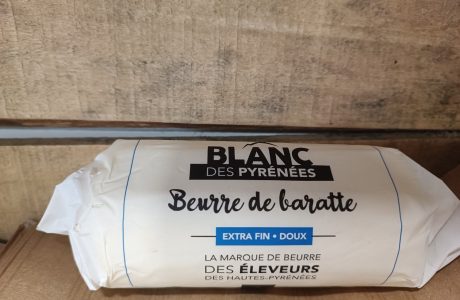 BLANC
DES PYRÉNÉES
Beurre de baratte
EXTRA FIN • DOUX
LA MARQUE DE BEURRE
DES ÉLEVEURS
DES HAUTES-PYRÉNÉES